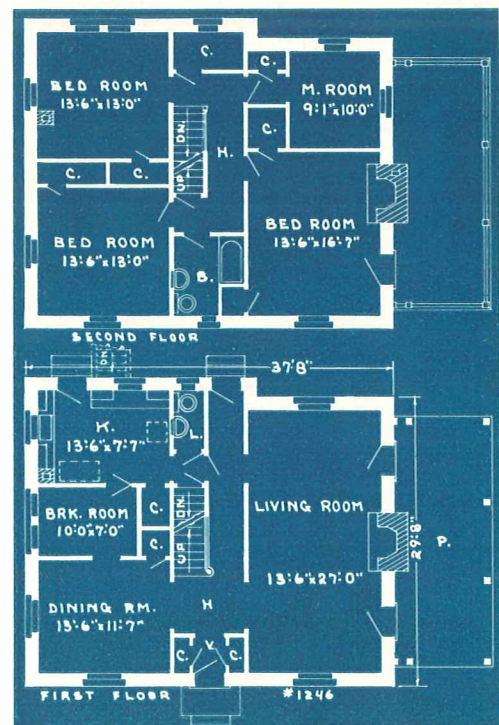 C.
BED ROOM
13'6"x13'0"
C.
M. ROOM
9'1"x10'0"
C.
DN
UP
H.
C.
C.
BED ROOM
13'6"x13'0"
BED ROOM
13'6"x16'7"
B.
SECOND FLOOR
DN
37'8"
K.
13'6"x7'7"
L.
BRK. ROOM
10'0"x7'0"
C.
C.
DN
UP
LIVING ROOM
13'6"x27'0"
29'8"
P.
DINING RM.
13'6"x11'7"
H
V.
C.
C.
FIRST FLOOR
#1246